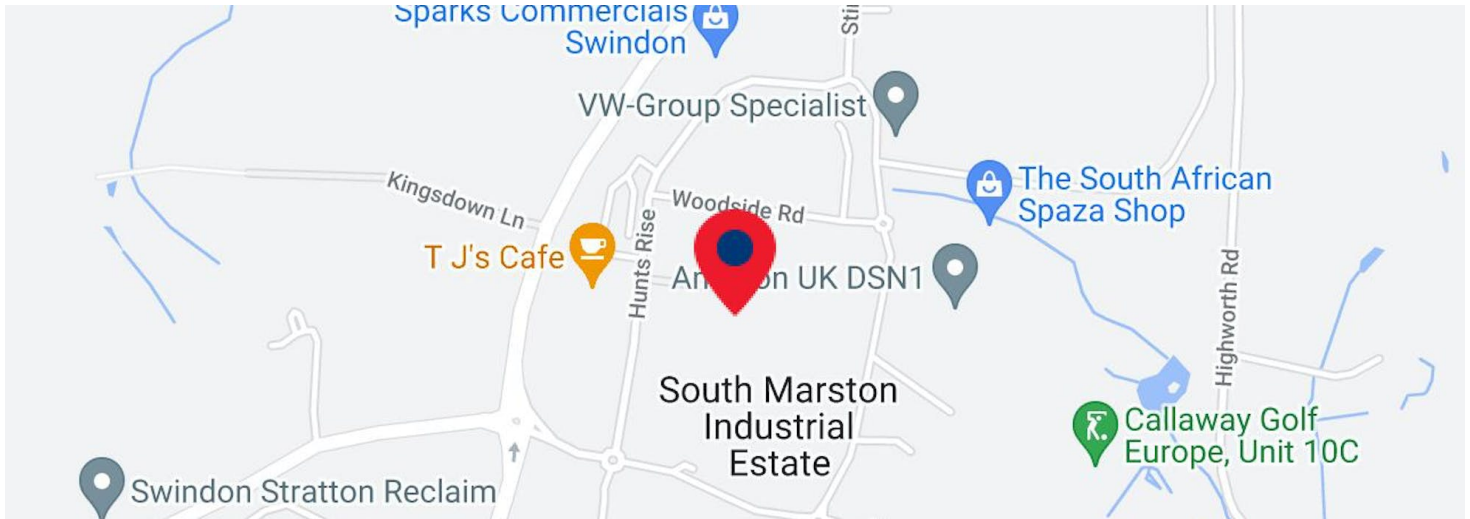 Sparks Commercials
Swindon
VW-Group Specialist
The South African
Spaza Shop
Kingsdown Ln
Woodside Rd
T J's Cafe
Hunts Rise
UK DSN1
Highworth Rd
South Marston
Industrial
Estate
Callaway Golf
Europe, Unit 10C
Swindon Stratton Reclaim